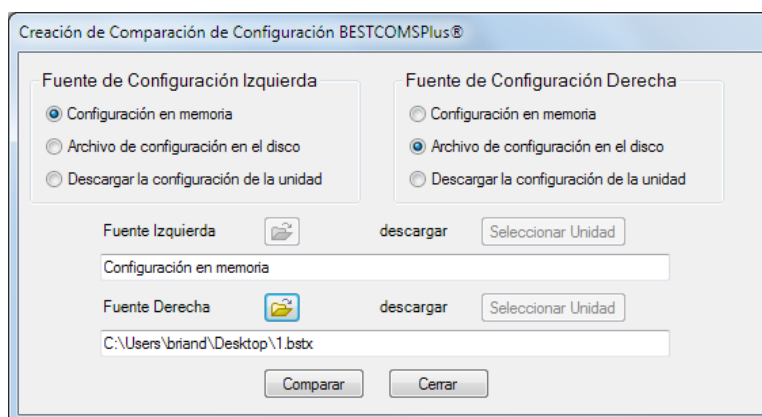 Creación de Comparación de Configuración BESTCOMSPlus®
Fuente de Configuración Izquierda
Configuración en memoria
Archivo de configuración en el disco
Descargar la configuración de la unidad
Fuente de Configuración Derecha
Configuración en memoria
Archivo de configuración en el disco
Descargar la configuración de la unidad
Fuente Izquierda descargar Seleccionar Unidad
Configuración en memoria
Fuente Derecha descargar Seleccionar Unidad
C:\Users\briand\Desktop\1.bstx
Comparar Cerrar